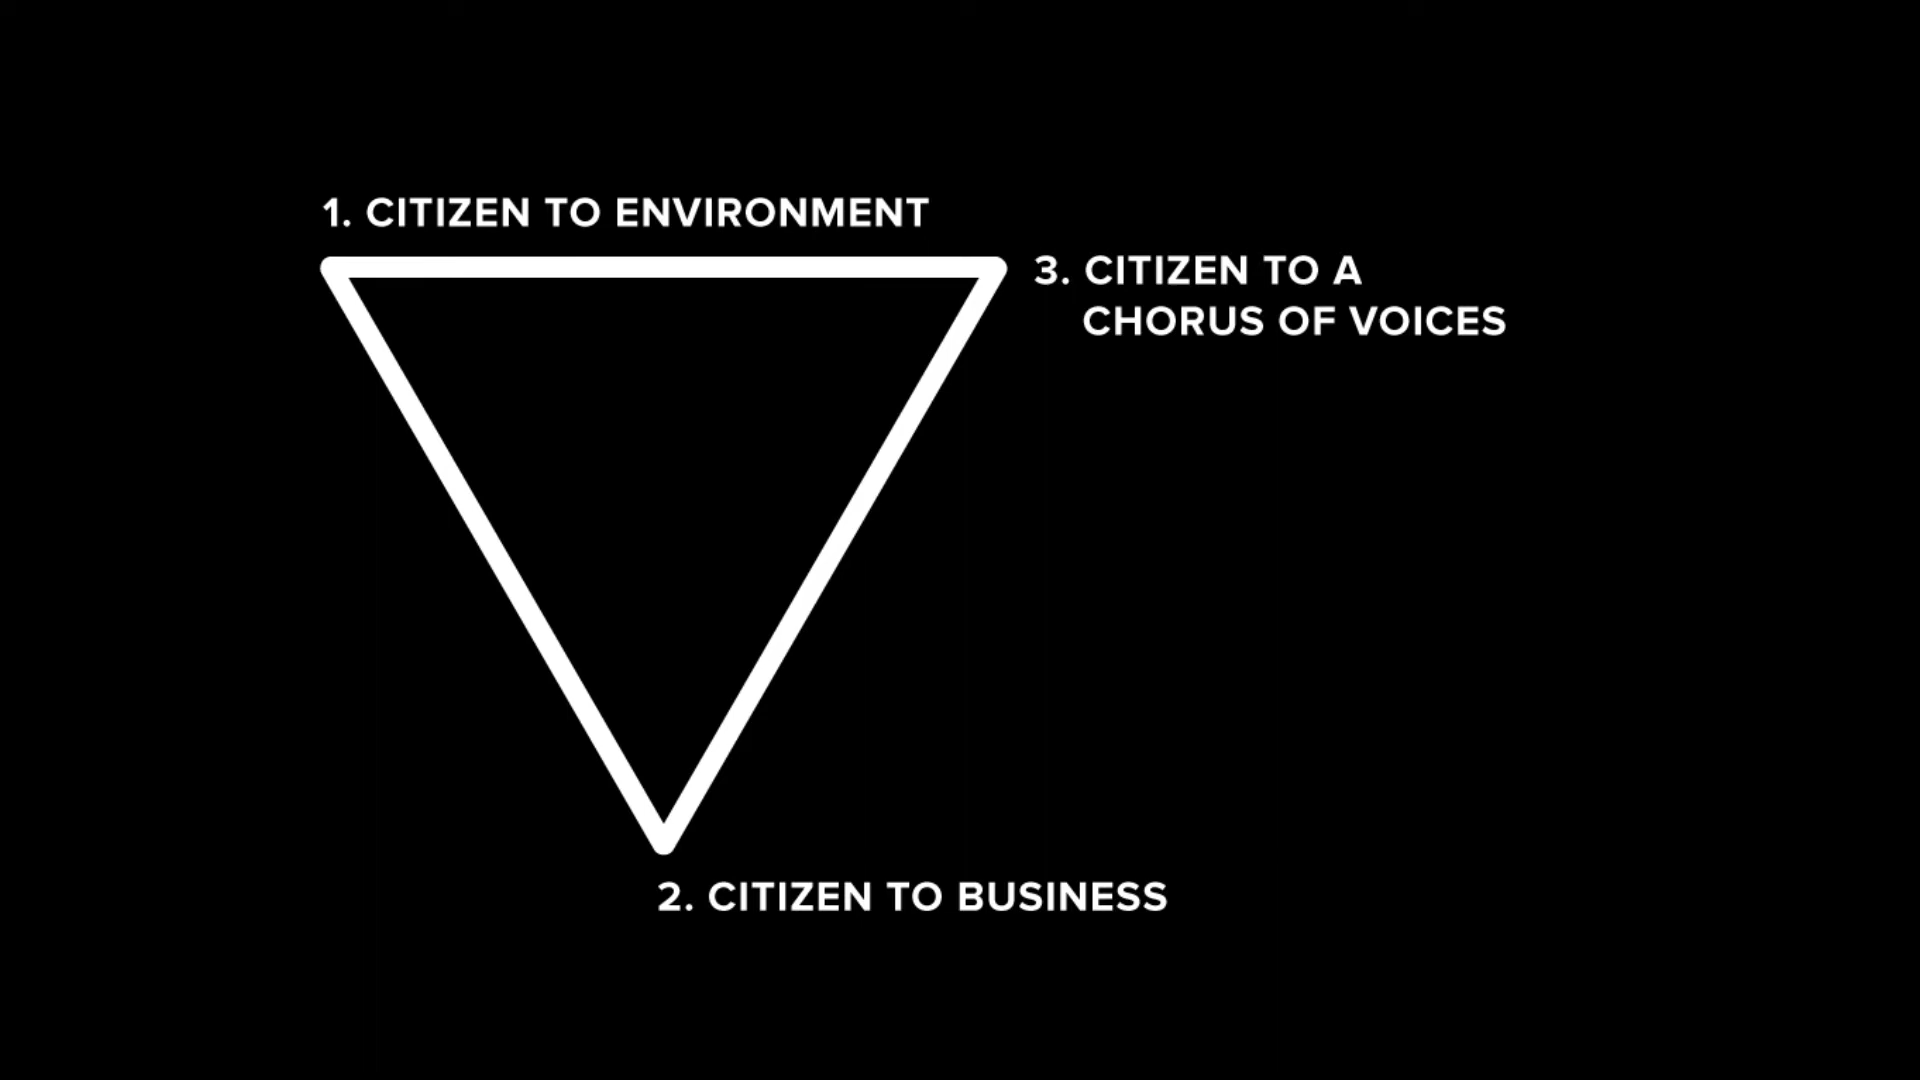 1. CITIZEN TO ENVIRONMENT
3. CITIZEN TO A
CHORUS OF VOICES
2. CITIZEN TO BUSINESS